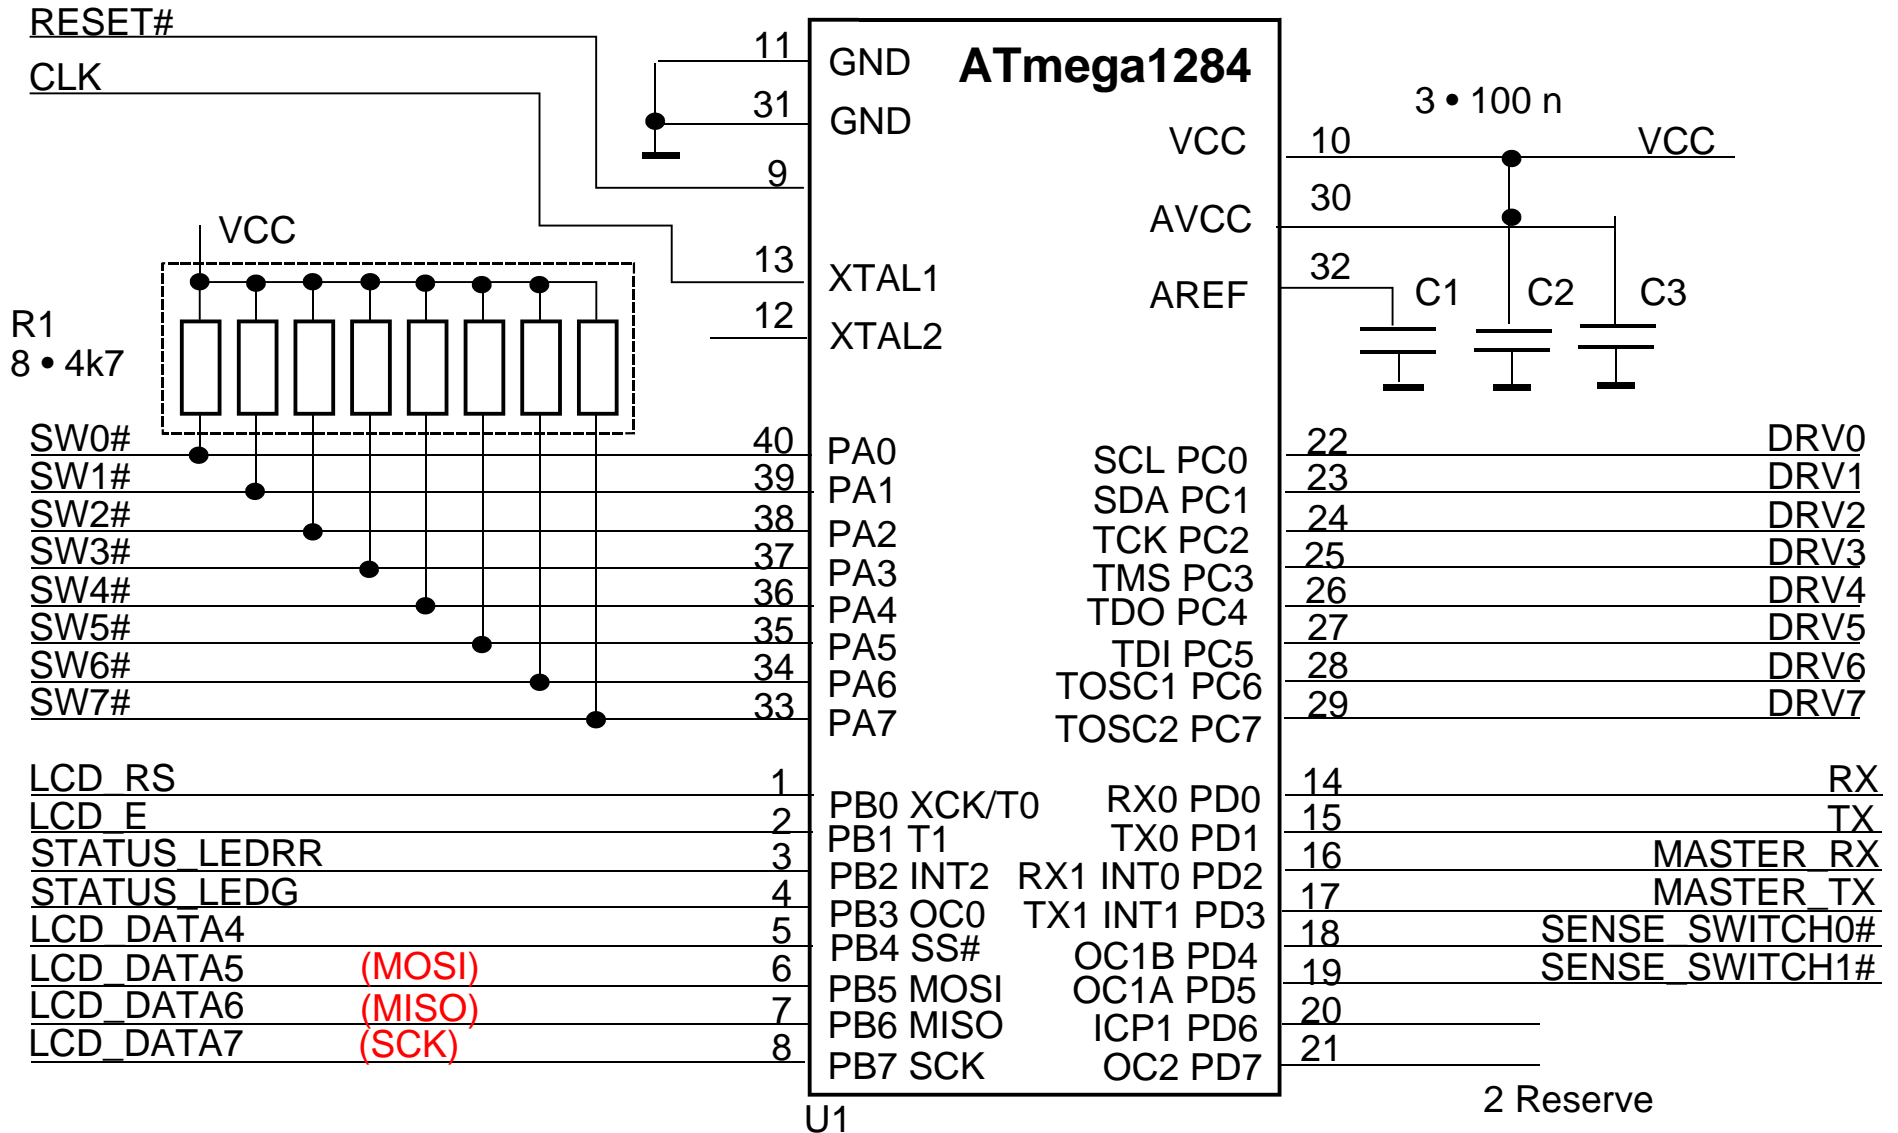 RESET#
CLK
VCC
R1
8 • 4k7
SW0#
SW1#
SW2#
SW3#
SW4#
SW5#
SW6#
SW7#
LCD_RS
LCD_E
STATUS_LEDRR
STATUS_LEDG
LCD_DATA4
LCD_DATA5 (MOSI)
LCD_DATA6 (MISO)
LCD_DATA7 (SCK)
11
31
9
13
12
40
39
38
37
36
35
34
33
1
2
3
4
5
6
7
8
ATmega1284
GND
GND
XTAL1
XTAL2
PA0
PA1
PA2
PA3
PA4
PA5
PA6
PA7
PB0 XCK/T0
PB1 T1
PB2 INT2
PB3 OC0
PB4 SS#
PB5 MOSI
PB6 MISO
PB7 SCK
VCC
AVCC
AREF
SCL PC0
SDA PC1
TCK PC2
TMS PC3
TDO PC4
TDI PC5
TOSC1 PC6
TOSC2 PC7
RX0 PD0
TX0 PD1
RX1 INT0 PD2
TX1 INT1 PD3
OC1B PD4
OC1A PD5
ICP1 PD6
OC2 PD7
U1
10
30
32
22
23
24
25
26
27
28
29
14
15
16
17
18
19
20
21
3 • 100 n
VCC
C1 C2 C3
DRV0
DRV1
DRV2
DRV3
DRV4
DRV5
DRV6
DRV7
RX
TX
MASTER_RX
MASTER_TX
SENSE_SWITCH0#
SENSE_SWITCH1#
2 Reserve